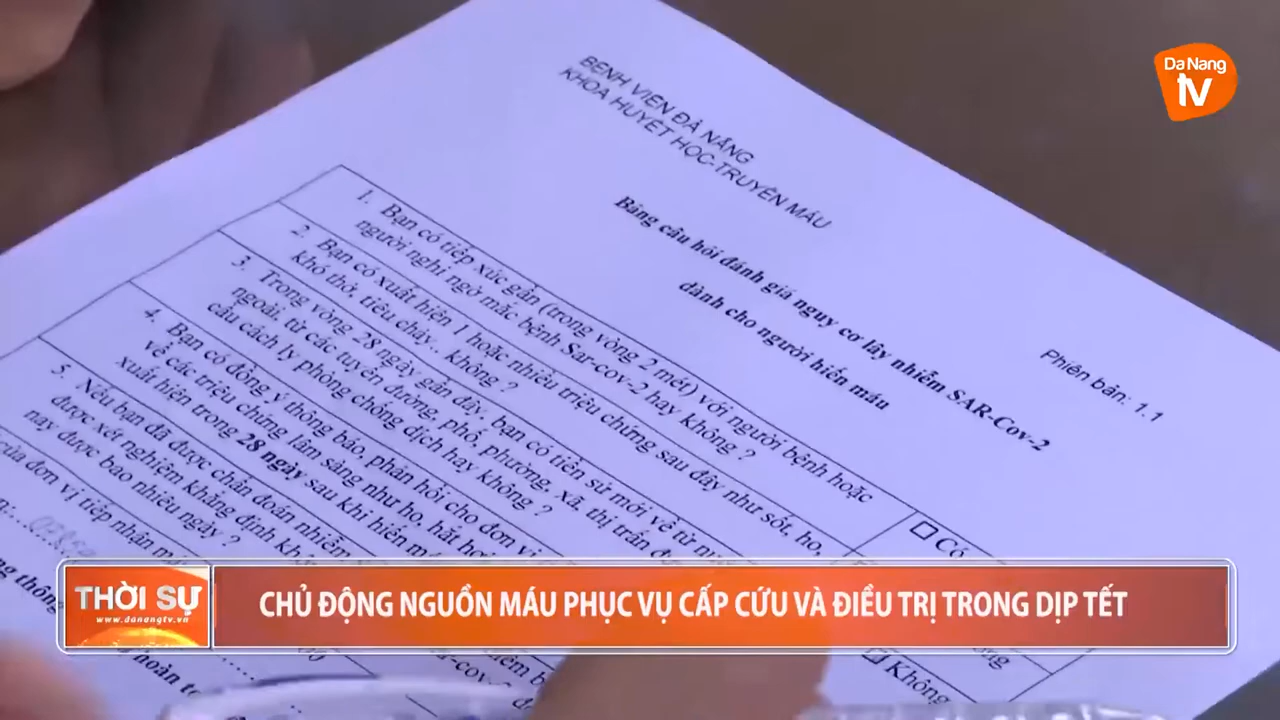 Da Nang
tv
BỆNH VIỆN ĐÀ NẴNG
KHOA HUYẾT HỌC-TRUYỀN MÁU
Phiên bản: 1.1
Bảng câu hỏi đánh giá nguy cơ lây nhiễm SAR-Cov-2
dành cho người hiến máu
1. Bạn có tiếp xúc gần (trong vòng 2 mét) với người bệnh hoặc
người nghi ngờ mắc bệnh Sar-cov-2 hay không ?
Có
2. Bạn có xuất hiện 1 hoặc nhiều triệu chứng sau đây như sốt, ho,
khó thở, tiêu chảy.. không ?
3. Trong vòng 28 ngày gần đây, bạn có tiền sử mới về từ
ngoài, từ các tuyến đường, phố, phường, xã, thị trấn
cầu cách ly phòng chống dịch hay không ?
4. Bạn có đồng ý thông báo, phản hồi cho đơn vị
về các triệu chứng lâm sàng như ho, hắt hơi
xuất hiện trong 28 ngày sau khi hiến
5. Nếu bạn đã được chẩn đoán nhiễm
được xét nghiệm khẳng định
nay được bao nhiêu ngày ?
của đơn vị tiếp nhận
Không
THỜI SỰ
www.danangtv.vn
CHỦ ĐỘNG NGUỒN MÁU PHỤC VỤ CẤP CỨU VÀ ĐIỀU TRỊ TRONG DỊP TẾT